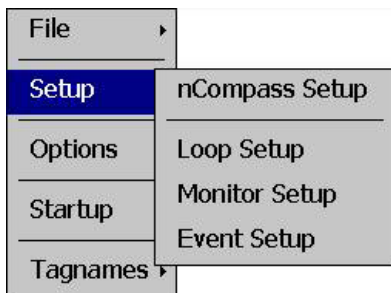 File
Setup
Options
Startup
Tagnames
nCompass Setup
Loop Setup
Monitor Setup
Event Setup